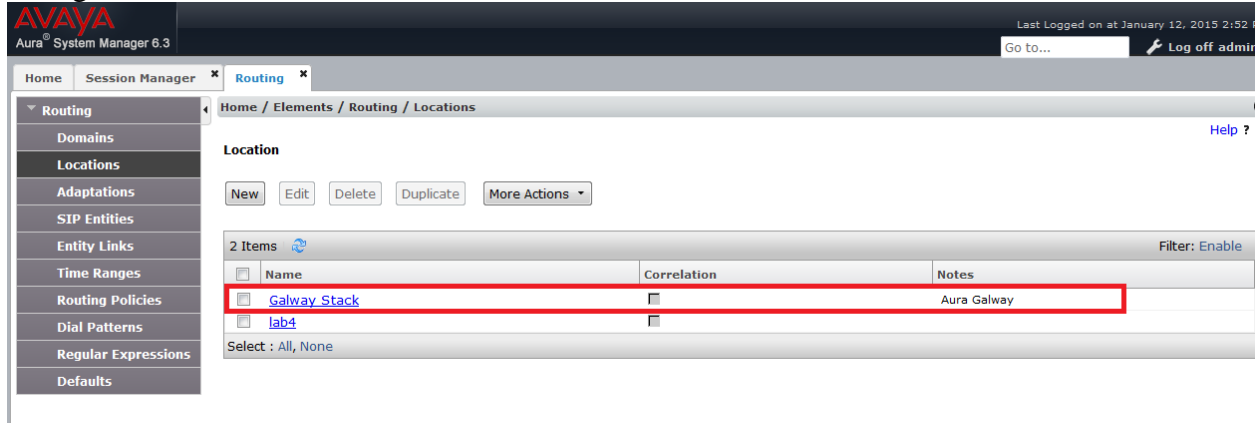 AVAYA
Last Logged on at January 12, 2015 2:52
Aura® System Manager 6.3
Go to... Log off admin
Home Session Manager × Routing ×
Routing
Home / Elements / Routing / Locations
Help ?
Domains
Location
Locations
Adaptations
New Edit Delete Duplicate More Actions
SIP Entities
Entity Links
2 Items Filter: Enable
Time Ranges
Name Correlation Notes
Routing Policies
Galway Stack Aura Galway
Dial Patterns
lab4
Regular Expressions
Select : All, None
Defaults